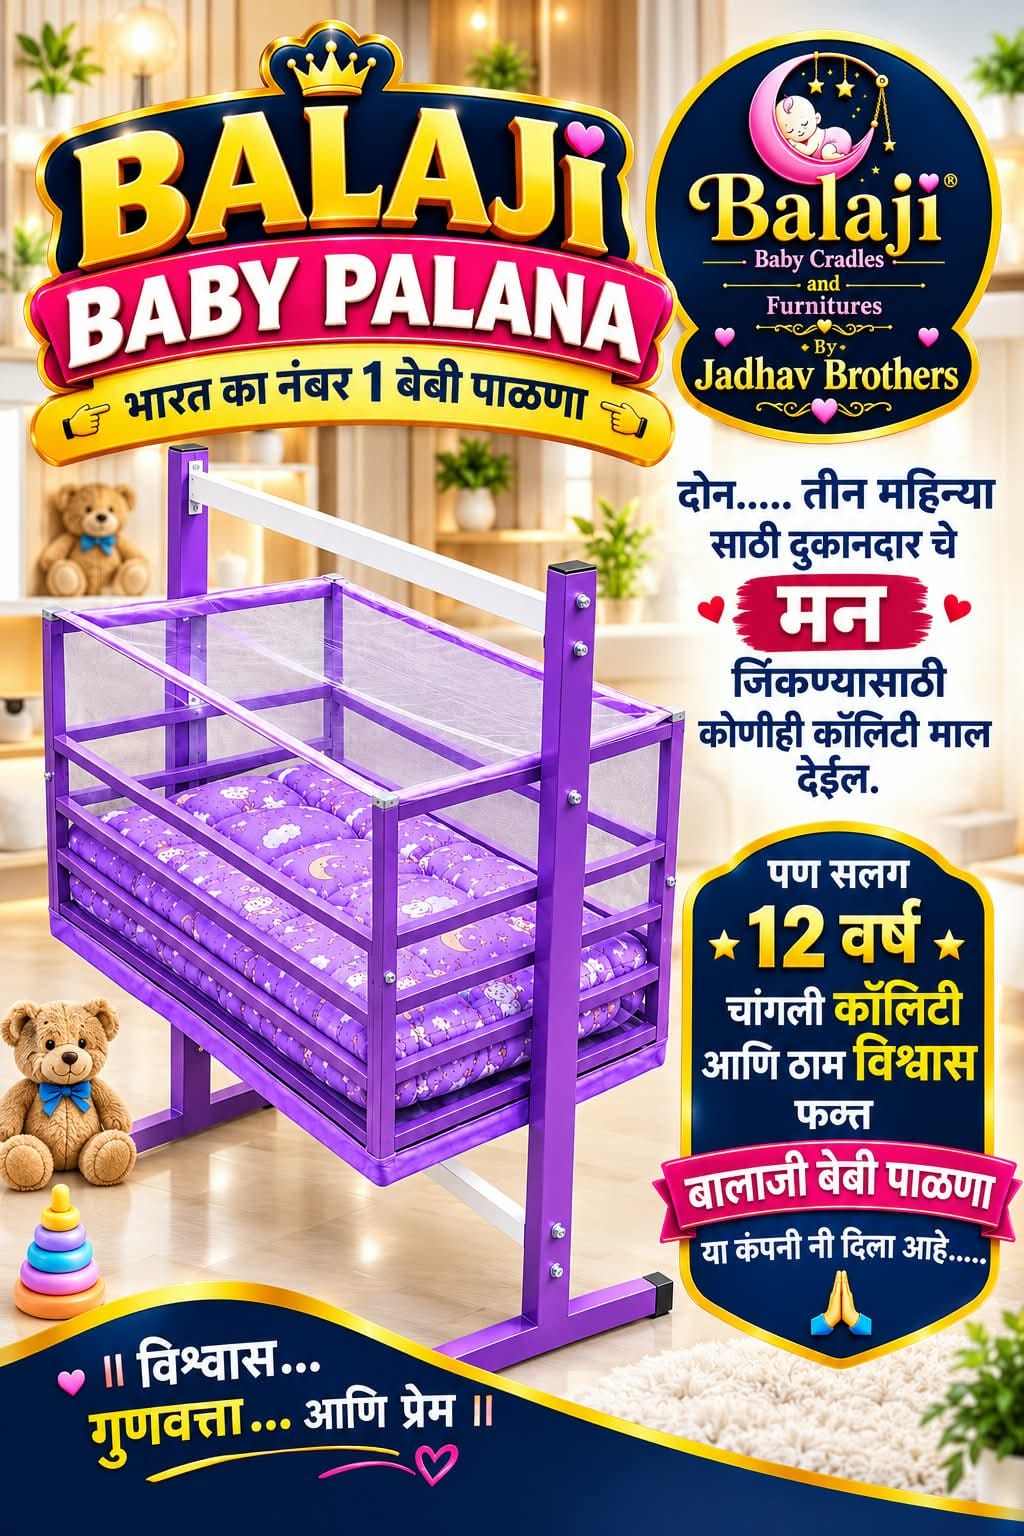 BALAJi
BABY PALANA
भारत का नंबर 1 बेबी पाळणा
Balaji®
Baby Cradles
and
Furnitures
By
Jadhav Brothers
दोन..... तीन महिन्या
साठी दुकानदार चे
मन
जिंकण्यासाठी
कोणीही कॉलिटी माल
देईल.
पण सलग
12 वर्ष
चांगली कॉलिटी
आणि ठाम विश्वास
फक्त
बालाजी बेबी पाळणा
या कंपनी नी दिला आहे.....
॥ विश्वास...
गुणवत्ता... आणि प्रेम ॥